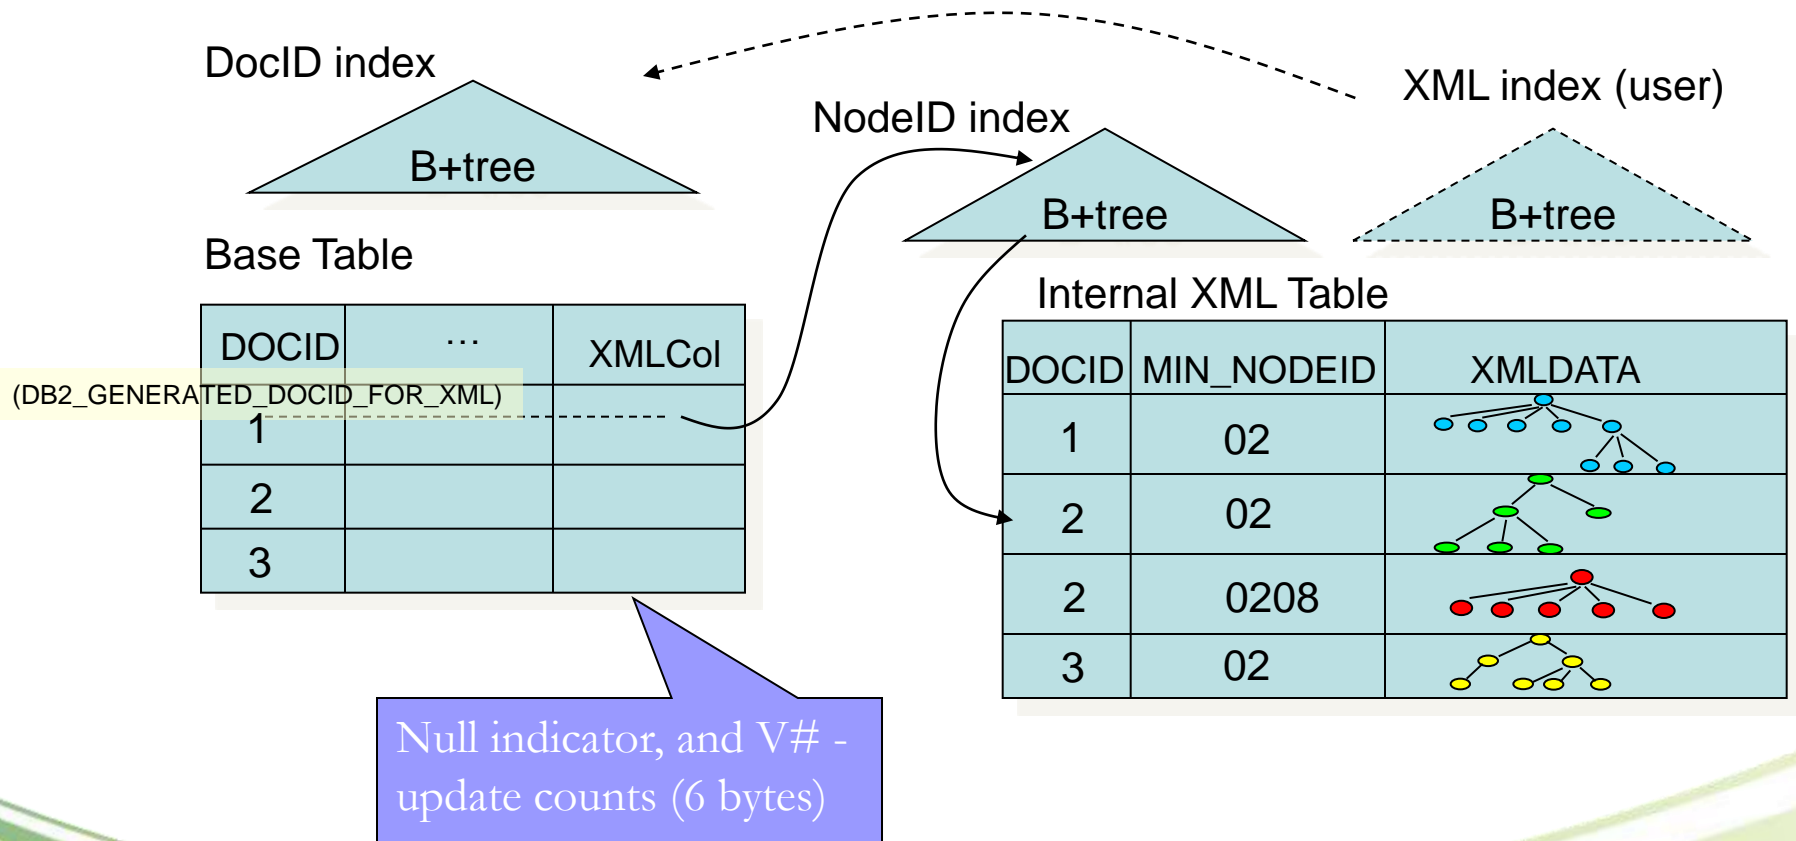 DocID index
XML index (user)
NodeID index
B+tree
B+tree
B+tree
Base Table
Internal XML Table
DOCID ... XMLCol
(DB2_GENERATED_DOCID_FOR_XML)
1
2
3
DOCID MIN_NODEID XMLDATA
1 02
2 02
2 0208
3 02
Null indicator, and V# -
update counts (6 bytes)